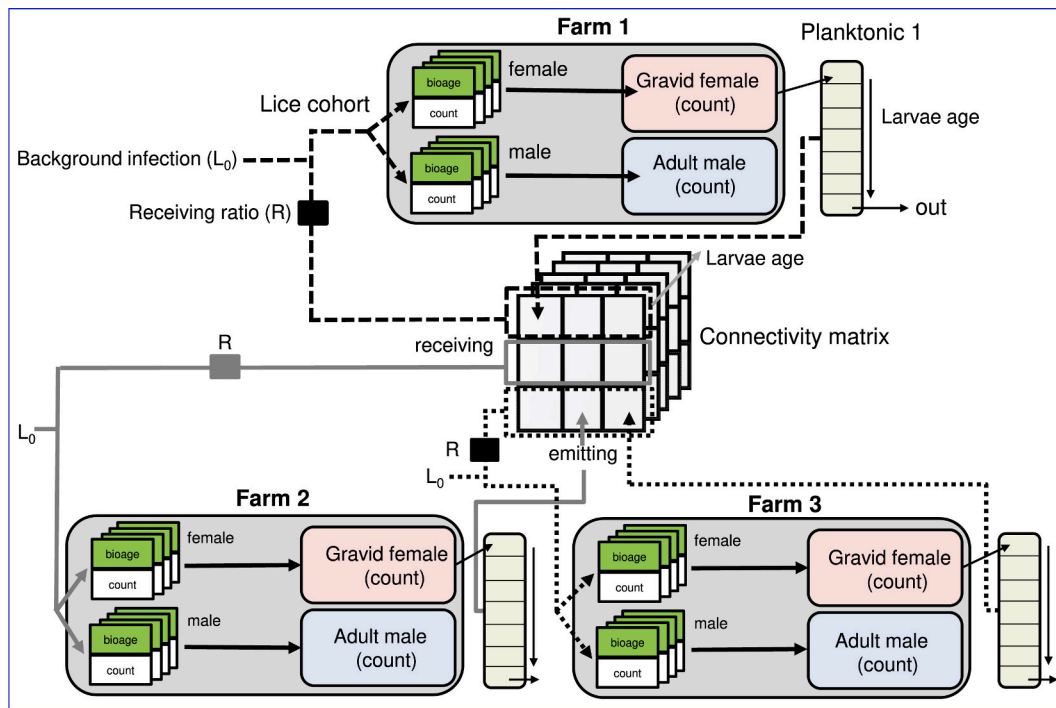 Farm 1
Planktonic 1
bioage
count
female
Gravid female
(count)
Larvae age
Lice cohort
Background infection (L₀)
bioage
count
male
Adult male
(count)
Receiving ratio (R)
out
Larvae age
Connectivity matrix
receiving
R
L₀
R
L₀
emitting
Farm 2
bioage
count
female
Gravid female
(count)
bioage
count
male
Adult male
(count)
Farm 3
bioage
count
female
Gravid female
(count)
bioage
count
male
Adult male
(count)